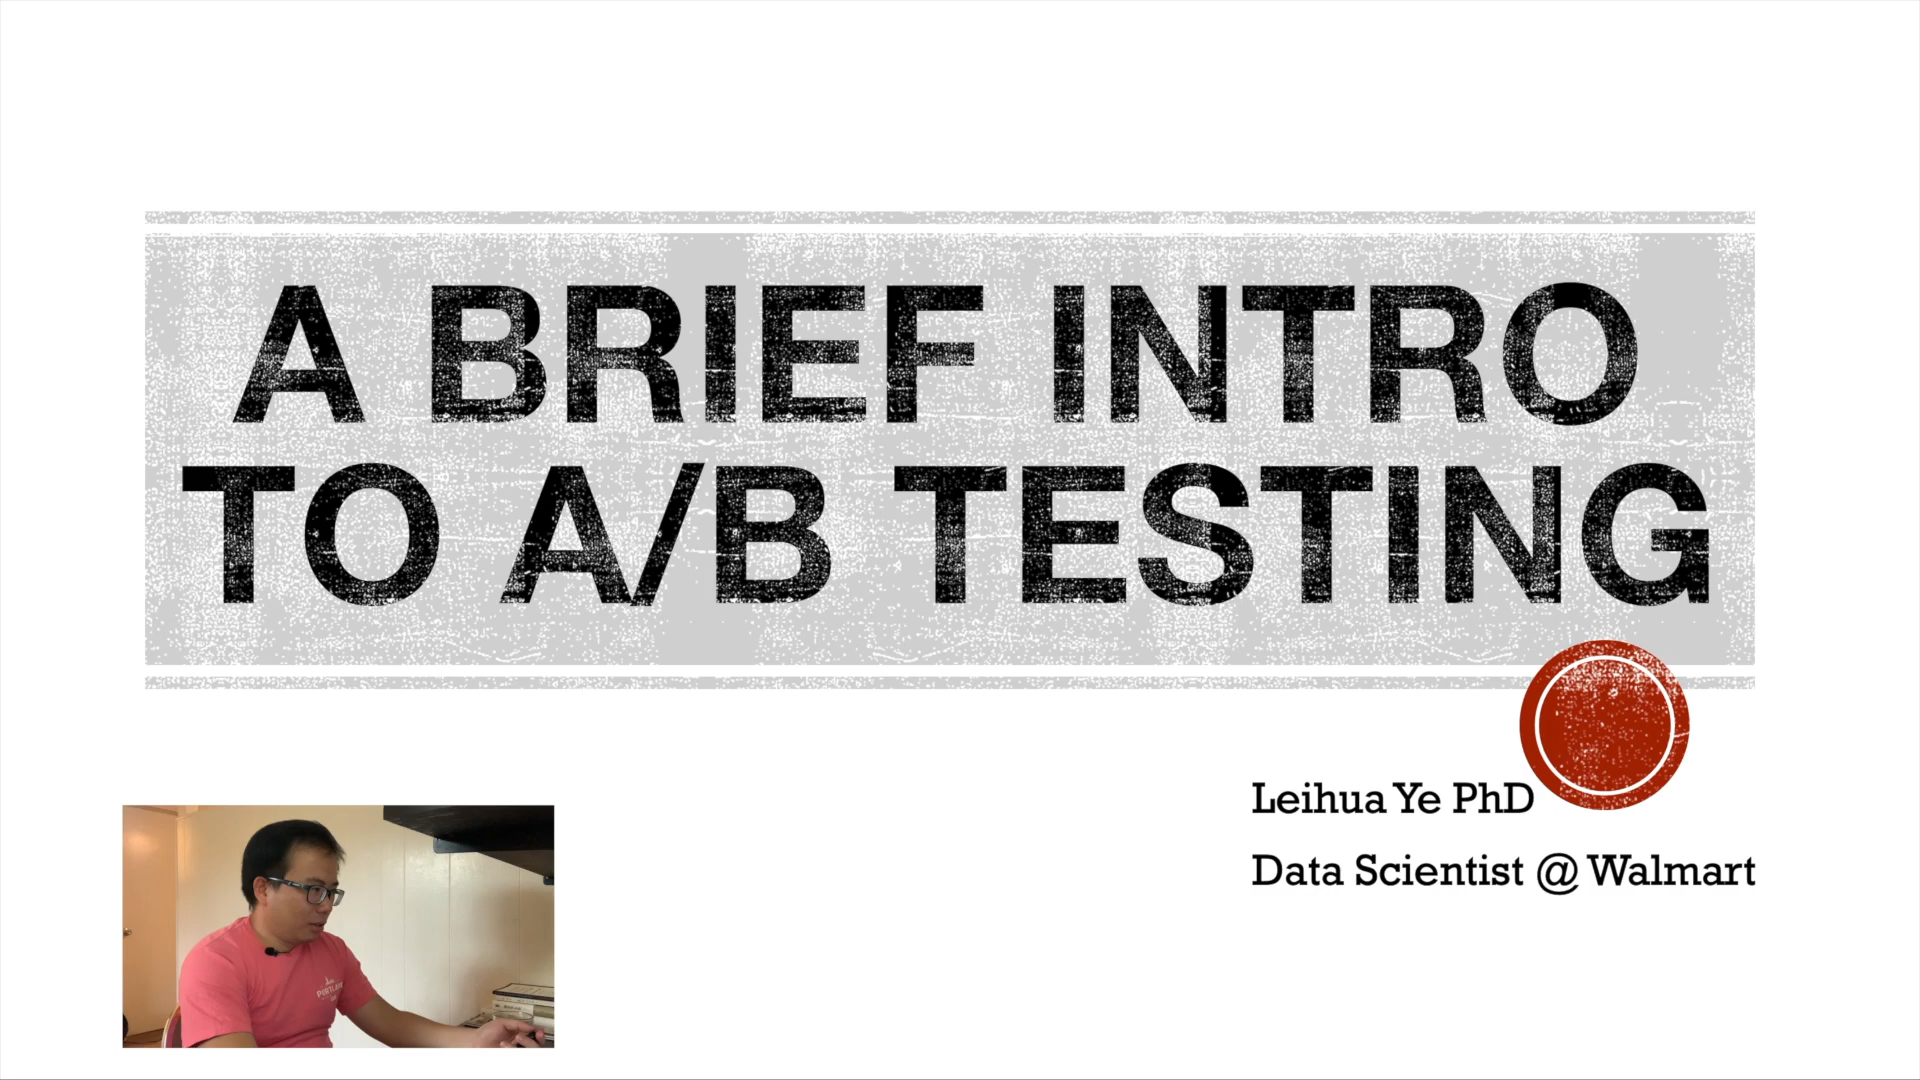 A BRIEF INTRO
TO A/B TESTING
Leihua Ye PhD
Data Scientist @ Walmart